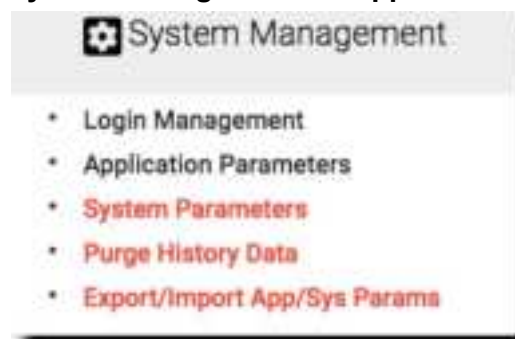 System Management
• Login Management
• Application Parameters
• System Parameters
• Purge History Data
• Export/Import App/Sys Params